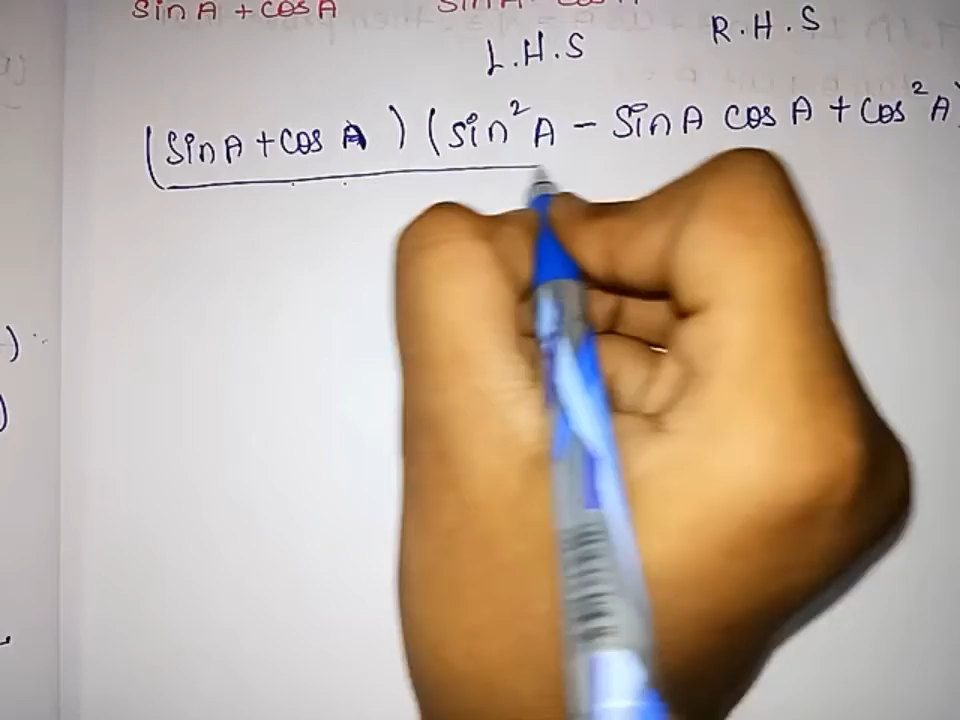 sin A + cos A
L.H.S R.H.S
(sin A + cos A) (sin²A - sin A cos A + cos²A)